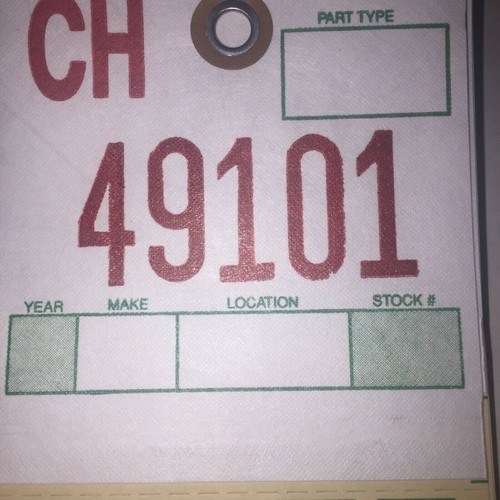 CH
PART TYPE
49101
YEAR MAKE LOCATION STOCK #